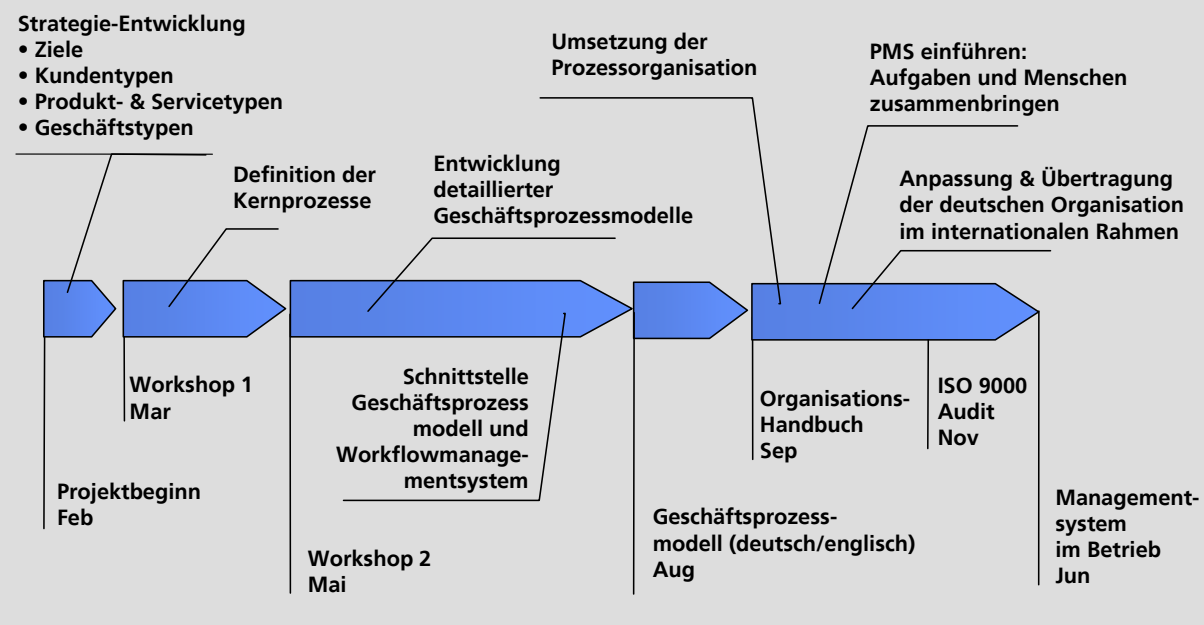 Strategie-Entwicklung
• Ziele
• Kundentypen
• Produkt- & Servicetypen
• Geschäftstypen
Definition der
Kernprozesse
Entwicklung
detaillierter
Geschäftsprozessmodelle
Umsetzung der
Prozessorganisation
PMS einführen:
Aufgaben und Menschen
zusammenbringen
Anpassung & Übertragung
der deutschen Organisation
im internationalen Rahmen
Projektbeginn
Feb
Workshop 1
Mar
Workshop 2
Mai
Schnittstelle
Geschäftsprozess
modell und
Workflowmanage-
mentsystem
Geschäftsprozess-
modell (deutsch/englisch)
Aug
Organisations-
Handbuch
Sep
ISO 9000
Audit
Nov
Management-
system
im Betrieb
Jun